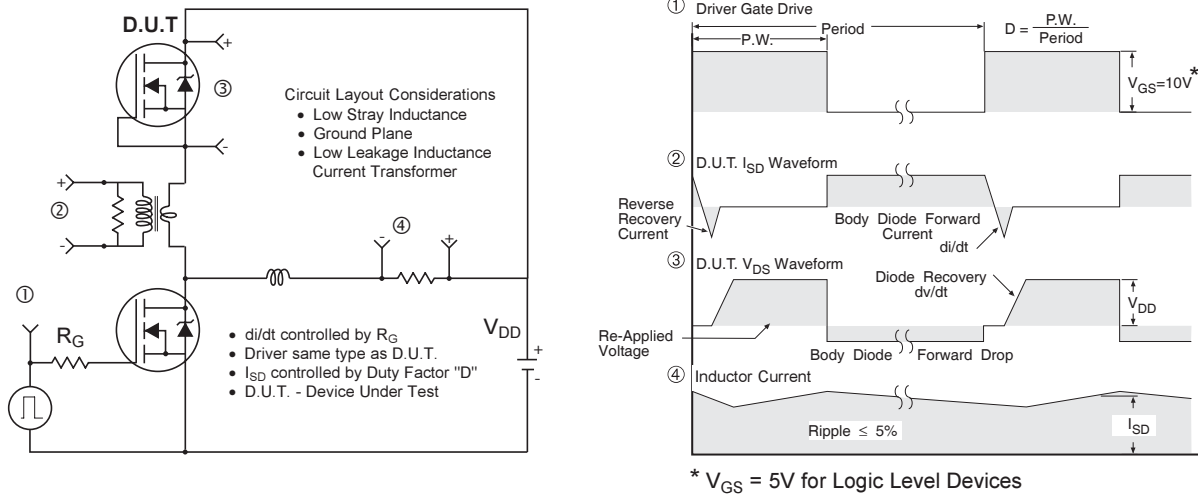 D.U.T
+
③
-
Circuit Layout Considerations
• Low Stray Inductance
• Ground Plane
• Low Leakage Inductance
Current Transformer
+
②
-
④
-
+
①
R_G
V_DD
+
-
• di/dt controlled by R_G
• Driver same type as D.U.T.
• I_SD controlled by Duty Factor "D"
• D.U.T. - Device Under Test
① Driver Gate Drive
P.W.
Period
D = P.W.
Period
V_GS=10V*
② D.U.T. I_SD Waveform
Reverse
Recovery
Current
Body Diode Forward
Current
di/dt
③ D.U.T. V_DS Waveform
Diode Recovery
dv/dt
V_DD
Re-Applied
Voltage
Body Diode Forward Drop
④ Inductor Current
Ripple ≤ 5%
I_SD
* V_GS = 5V for Logic Level Devices